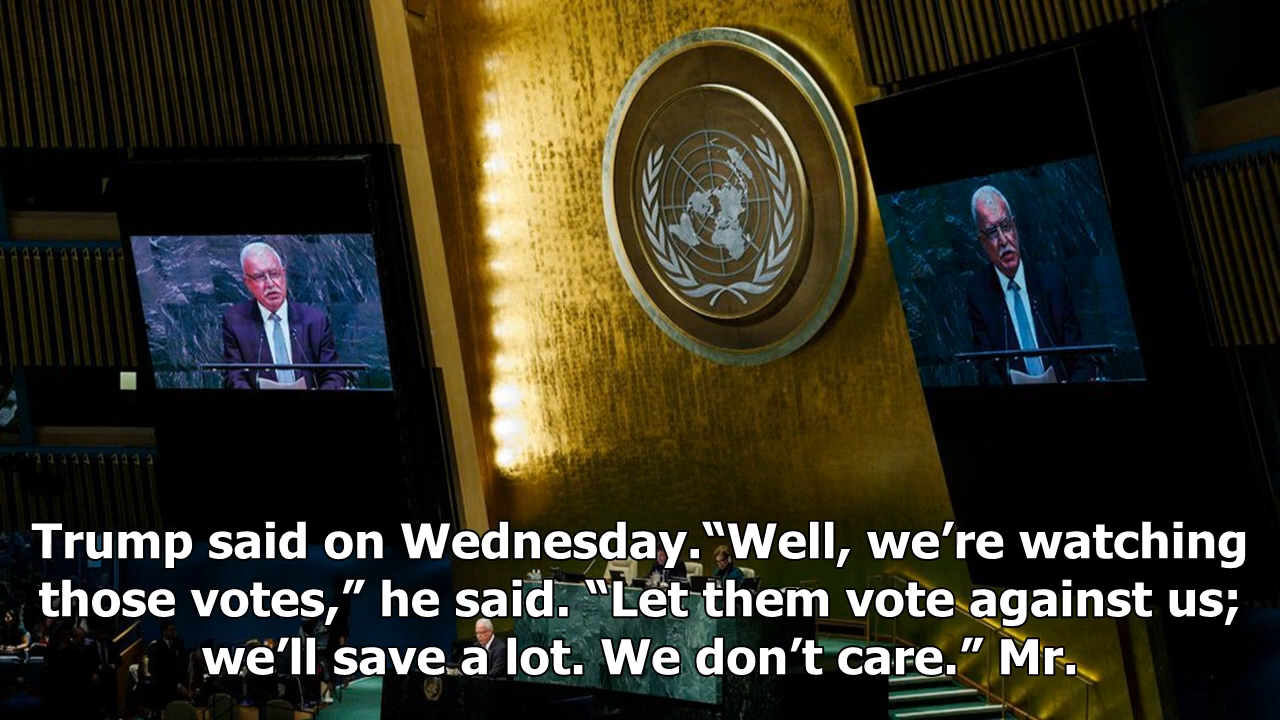 Trump said on Wednesday.“Well, we’re watching
those votes,” he said. “Let them vote against us;
we’ll save a lot. We don’t care.” Mr.